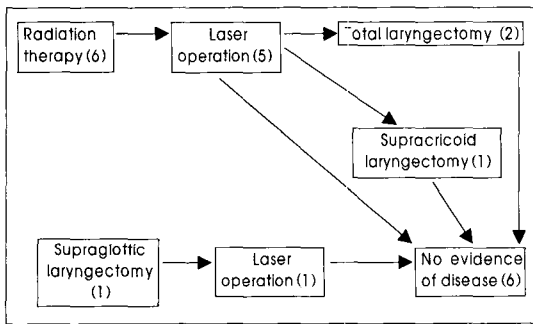 Radiation
therapy (6)
Laser
operation (5)
Total laryngectomy (2)
Supracricoid
laryngectomy (1)
Supraglottic
laryngectomy
(1)
Laser
operation (1)
No evidence
of disease (6)